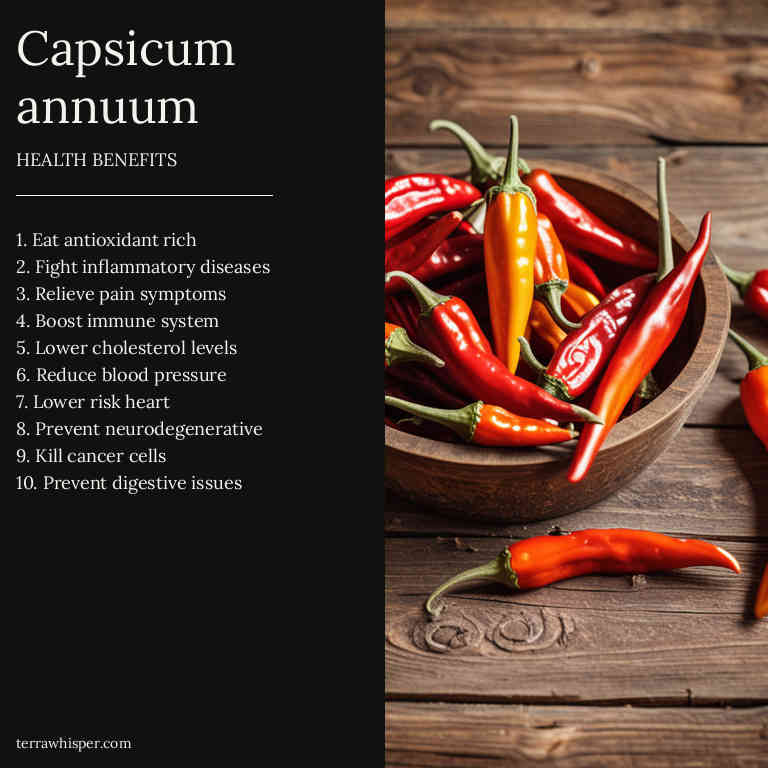 Capsicum
annuum
HEALTH BENEFITS
1. Eat antioxidant rich
2. Fight inflammatory diseases
3. Relieve pain symptoms
4. Boost immune system
5. Lower cholesterol levels
6. Reduce blood pressure
7. Lower risk heart
8. Prevent neurodegenerative
9. Kill cancer cells
10. Prevent digestive issues
terrawhisper.com